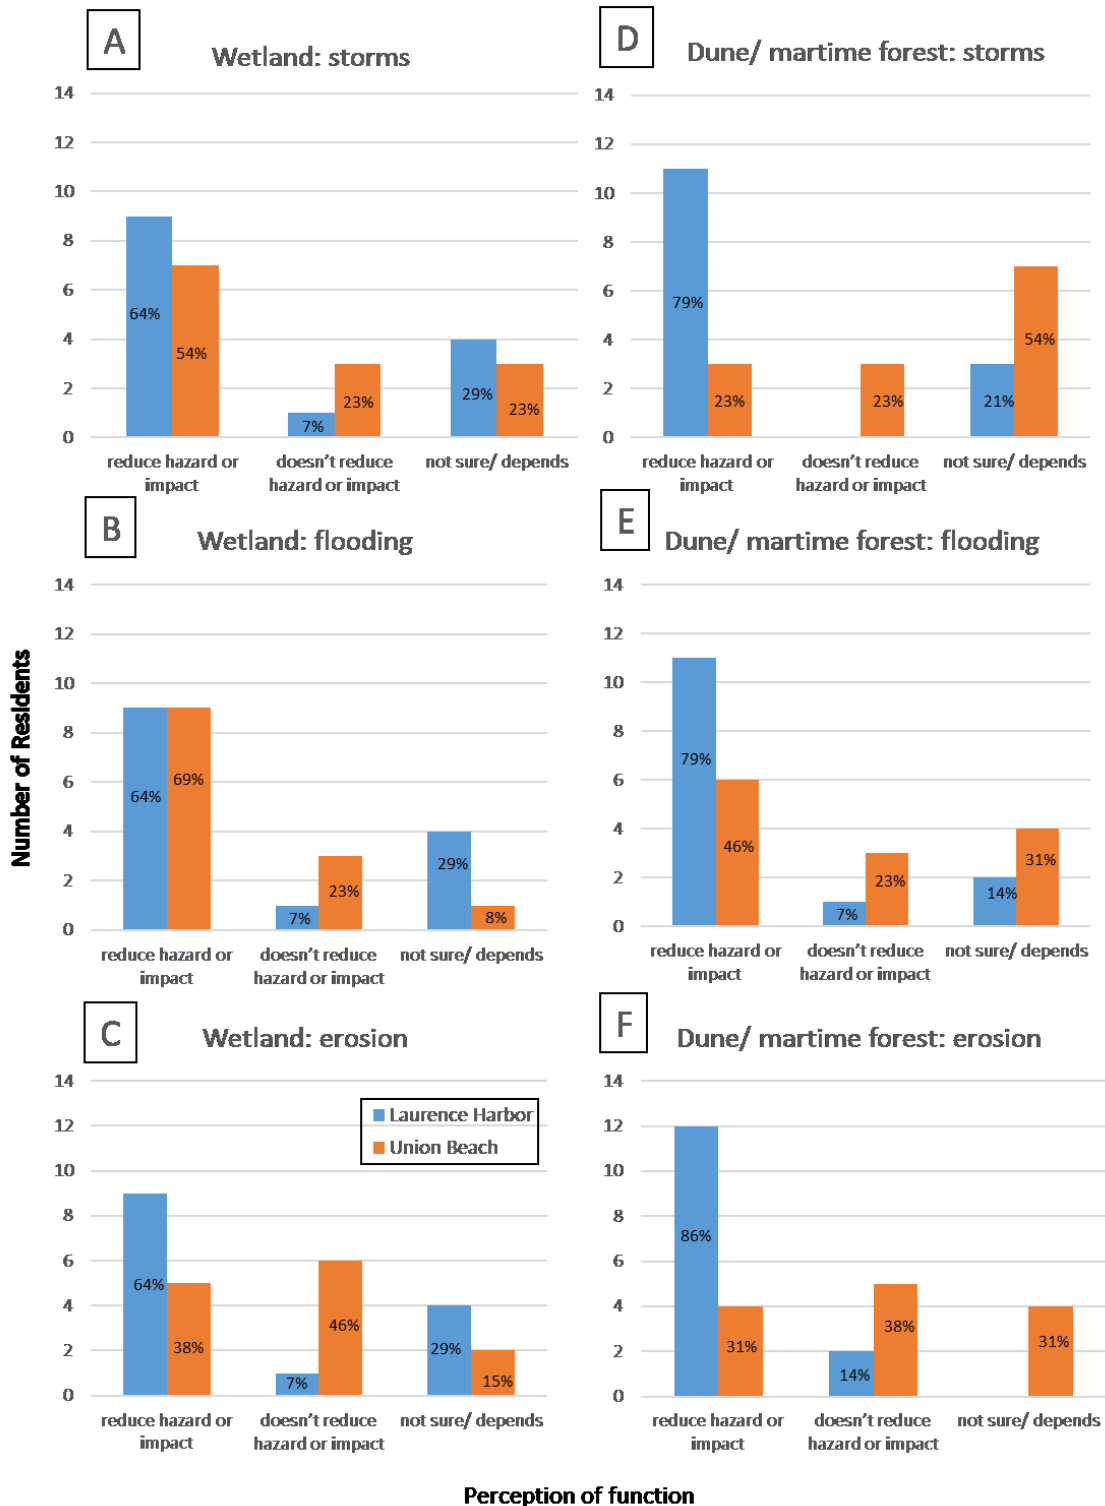 A
Wetland: storms
14
12
10
8
6
4
2
0
64%
54%
7%
23%
29%
23%
reduce hazard or impact
doesn't reduce hazard or impact
not sure/ depends
D
Dune/ martime forest: storms
14
12
10
8
6
4
2
0
79%
23%
23%
21%
54%
reduce hazard or impact
doesn't reduce hazard or impact
not sure/ depends
B
Wetland: flooding
14
12
10
8
6
4
2
0
64%
69%
7%
23%
29%
8%
reduce hazard or impact
doesn't reduce hazard or impact
not sure/ depends
E
Dune/ martime forest: flooding
14
12
10
8
6
4
2
0
79%
46%
7%
23%
14%
31%
reduce hazard or impact
doesn't reduce hazard or impact
not sure/ depends
Number of Residents
C
Wetland: erosion
14
12
10
8
6
4
2
0
Laurence Harbor
Union Beach
64%
38%
7%
46%
29%
15%
reduce hazard or impact
doesn't reduce hazard or impact
not sure/ depends
F
Dune/ martime forest: erosion
14
12
10
8
6
4
2
0
86%
31%
14%
38%
31%
reduce hazard or impact
doesn't reduce hazard or impact
not sure/ depends
Perception of function